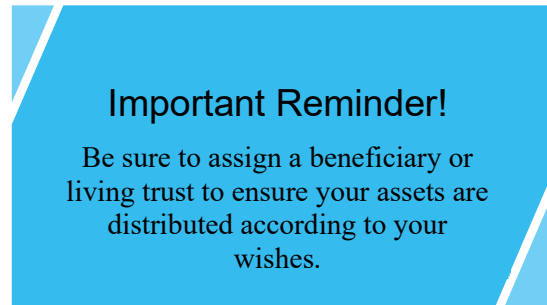 Important Reminder!
Be sure to assign a beneficiary or
living trust to ensure your assets are
distributed according to your
wishes.